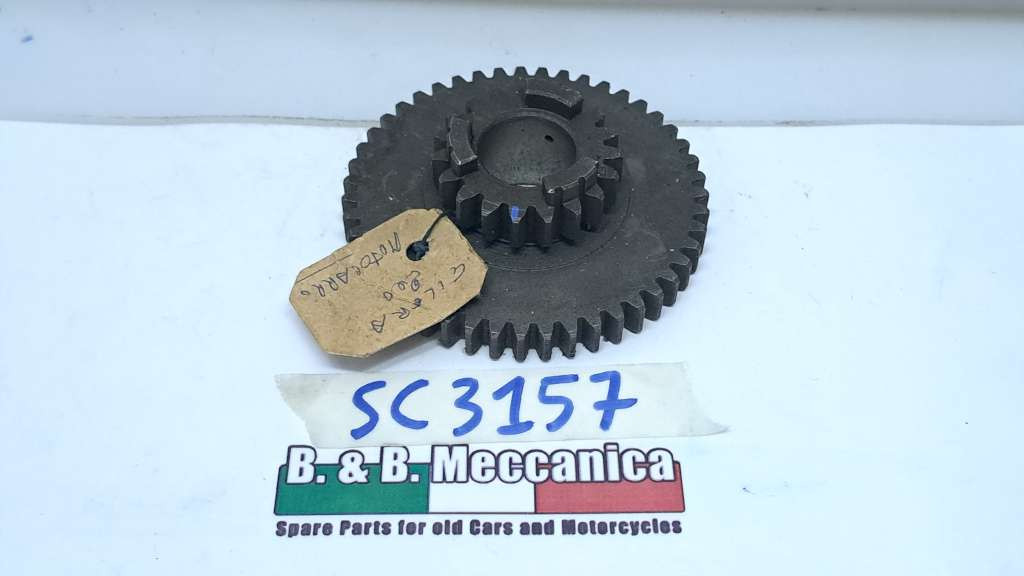 GILERA
200
MOTOCARRO
SC3157
B. & B. Meccanica
Spare Parts for old Cars and Motorcycles